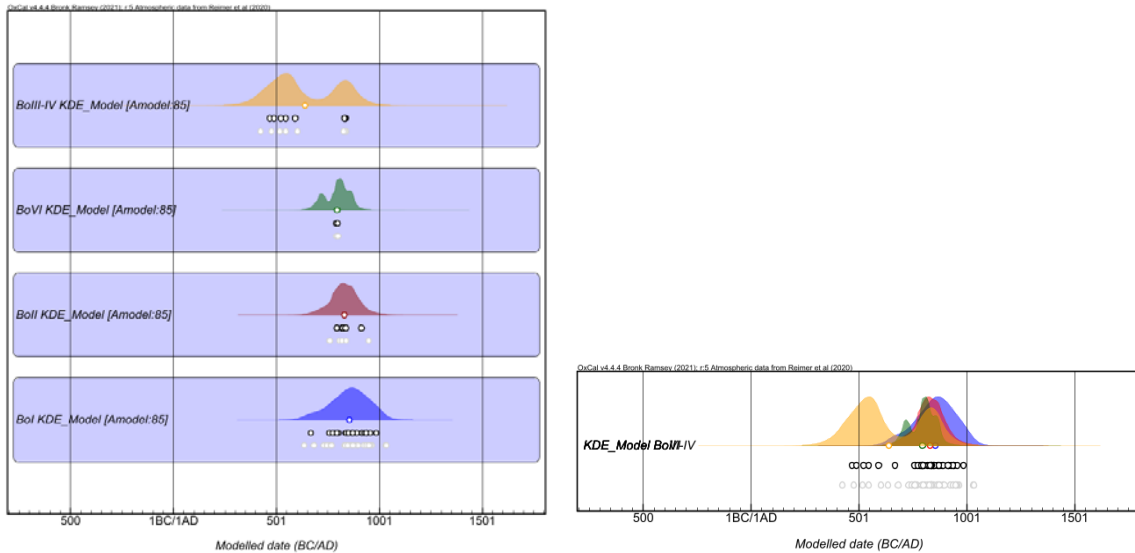 OxCal v4.4.4 Bronk Ramsey (2021); r:5 Atmospheric data from Reimer et al (2020)
BoIII-IV KDE_Model [Amodel:85]
BoVI KDE_Model [Amodel:85]
BoII KDE_Model [Amodel:85]
BoI KDE_Model [Amodel:85]
500 1BC/1AD 501 1001 1501
Modelled date (BC/AD)
OxCal v4.4.4 Bronk Ramsey (2021); r:5 Atmospheric data from Reimer et al (2020)
KDE_Model
500 1BC/1AD 501 1001 1501
Modelled date (BC/AD)